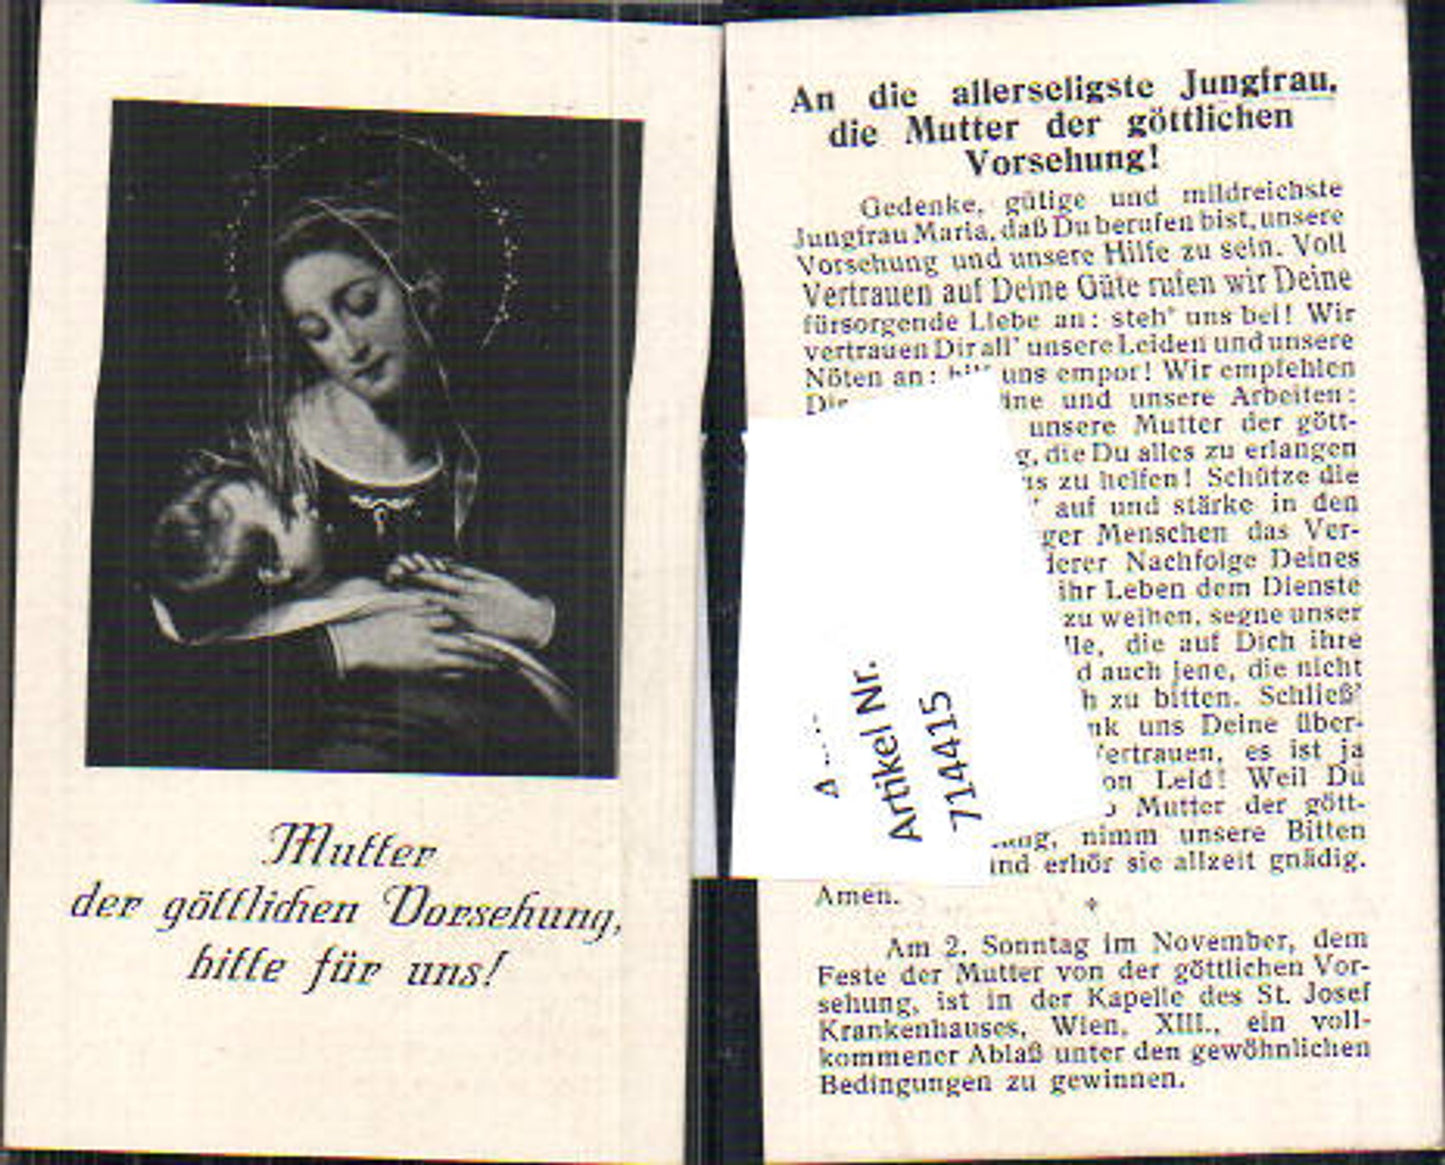 Mutter
der göttlichen Vorsehung,
bitte für uns!
An die allerseligste Jungfrau,
die Mutter der göttlichen
Vorsehung!
Gedenke, gütige und mildreichste
Jungfrau Maria, daß Du berufen bist, unsere
Vorsehung und unsere Hilfe zu sein. Voll
Vertrauen auf Deine Güte rufen wir Deine
fürsorgende Liebe an: steh' uns bei! Wir
vertrauen Dir all' unsere Leiden und unsere
Nöten an: uns empor! Wir empfehlen
und unsere Arbeiten:
unsere Mutter der gött-
die Du alles zu erlangen
zu helfen! Schütze die
auf und stärke in den
Menschen das Ver-
Nachfolge Deines
ihr Leben dem Dienste
zu weihen, segne unser
die auf Dich ihre
auch jene, die nicht
zu bitten. Schließ'
uns Deine über-
es ist ja
Leid! Weil Du
Mutter der gött-
nimm unsere Bitten
erhör sie allzeit gnädig.
Amen.
Am 2. Sonntag im November, dem
Feste der Mutter von der göttlichen Vor-
sehung, ist in der Kapelle des St. Josef
Krankenhauses, Wien, XIII., ein voll-
kommener Ablaß unter den gewöhnlichen
Bedingungen zu gewinnen.
Artikel Nr.
714415